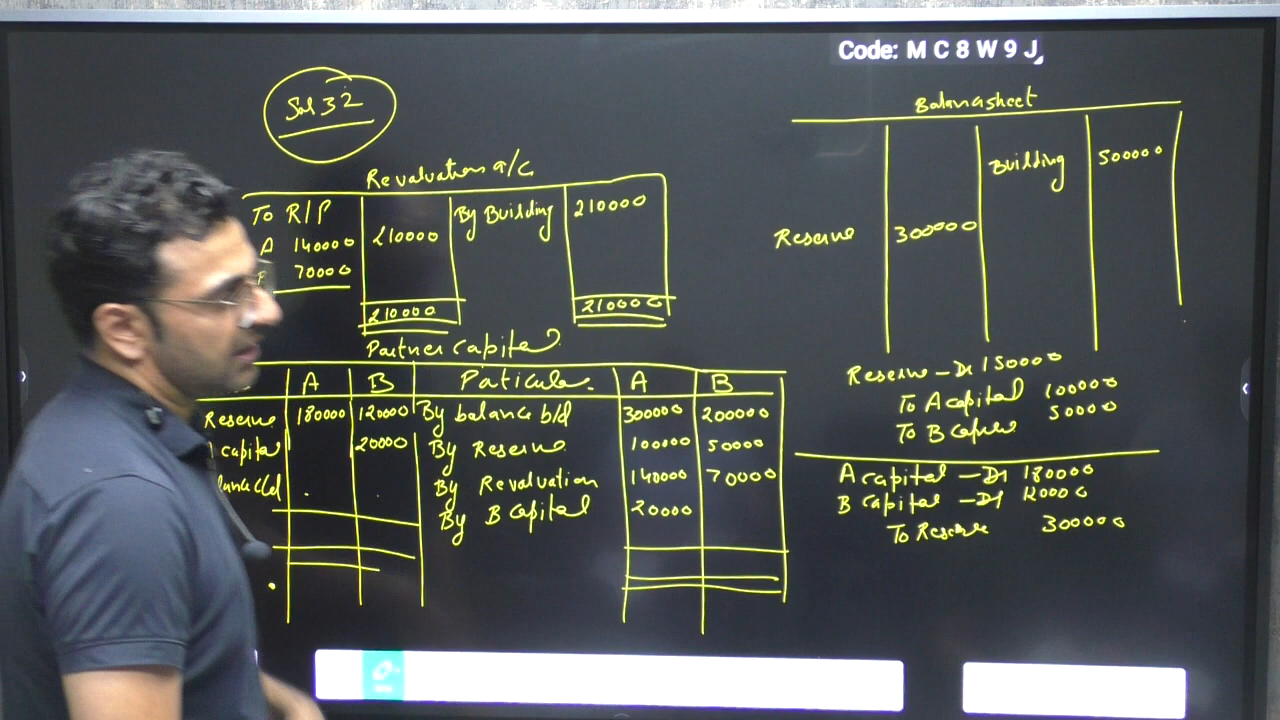 Code: M C 8 W 9 J
Sol 32
Revaluation a/c
To R/P
A 140000
70000
210000
By Building
210000
210000
210000
Partner Capital
A B Paticula A B
Reserve 180000 120000 By balance b/d 300000 200000
capital 20000 By Reserve 100000 50000
c/d By Revaluation 140000 70000
By B Capital 20000
Balance sheet
Building 500000
Reserve 300000
Reserve - Dr 150000
To A capital 100000
To B 50000
A capital - Dr 180000
B capital - Dr 120000
To Reserve 300000